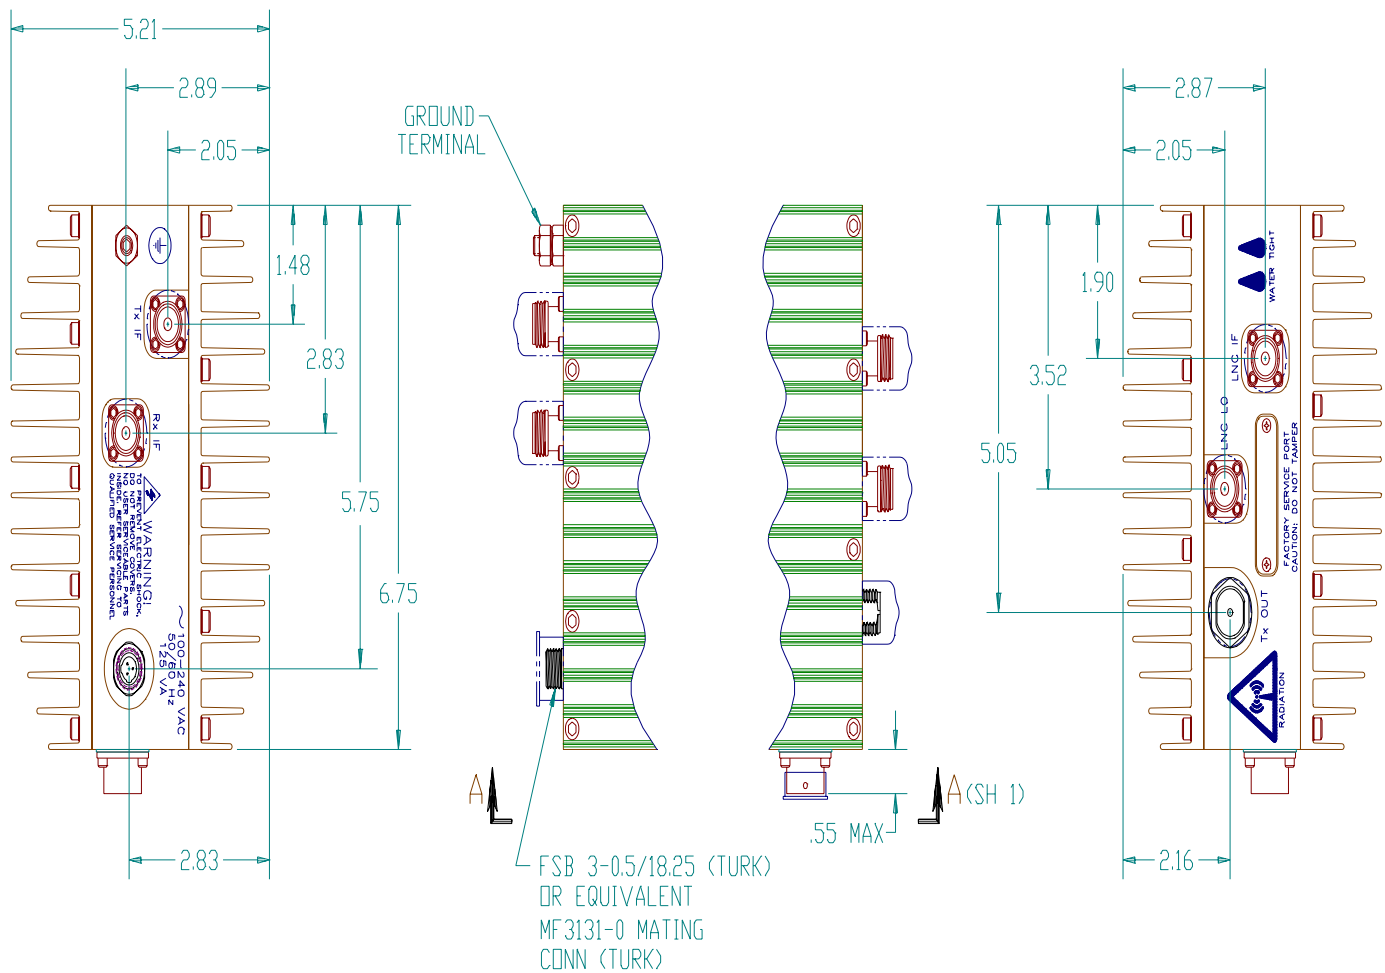 5.21
2.89
2.05
1.48
2.83
5.75
6.75
2.83
Tx IF
Rx IF
WARNING!
TO PREVENT ELECTRIC SHOCK,
DO NOT REMOVE COVERS.
NO USER SERVICEABLE PARTS
INSIDE. REFER SERVICING TO
QUALIFIED SERVICE PERSONNEL
100-240 VAC
50/60 Hz
125 VA
GROUND
TERMINAL
A
FSB 3-0.5/18.25 (TURK)
OR EQUIVALENT
MF3131-0 MATING
CONN (TURK)
A (SH 1)
.55 MAX
2.87
2.05
1.90
3.52
5.05
2.16
WATER TIGHT
LNC IF
LNC LO
FACTORY SERVICE PORT
CAUTION: DO NOT TAMPER
Tx OUT
RADIATION